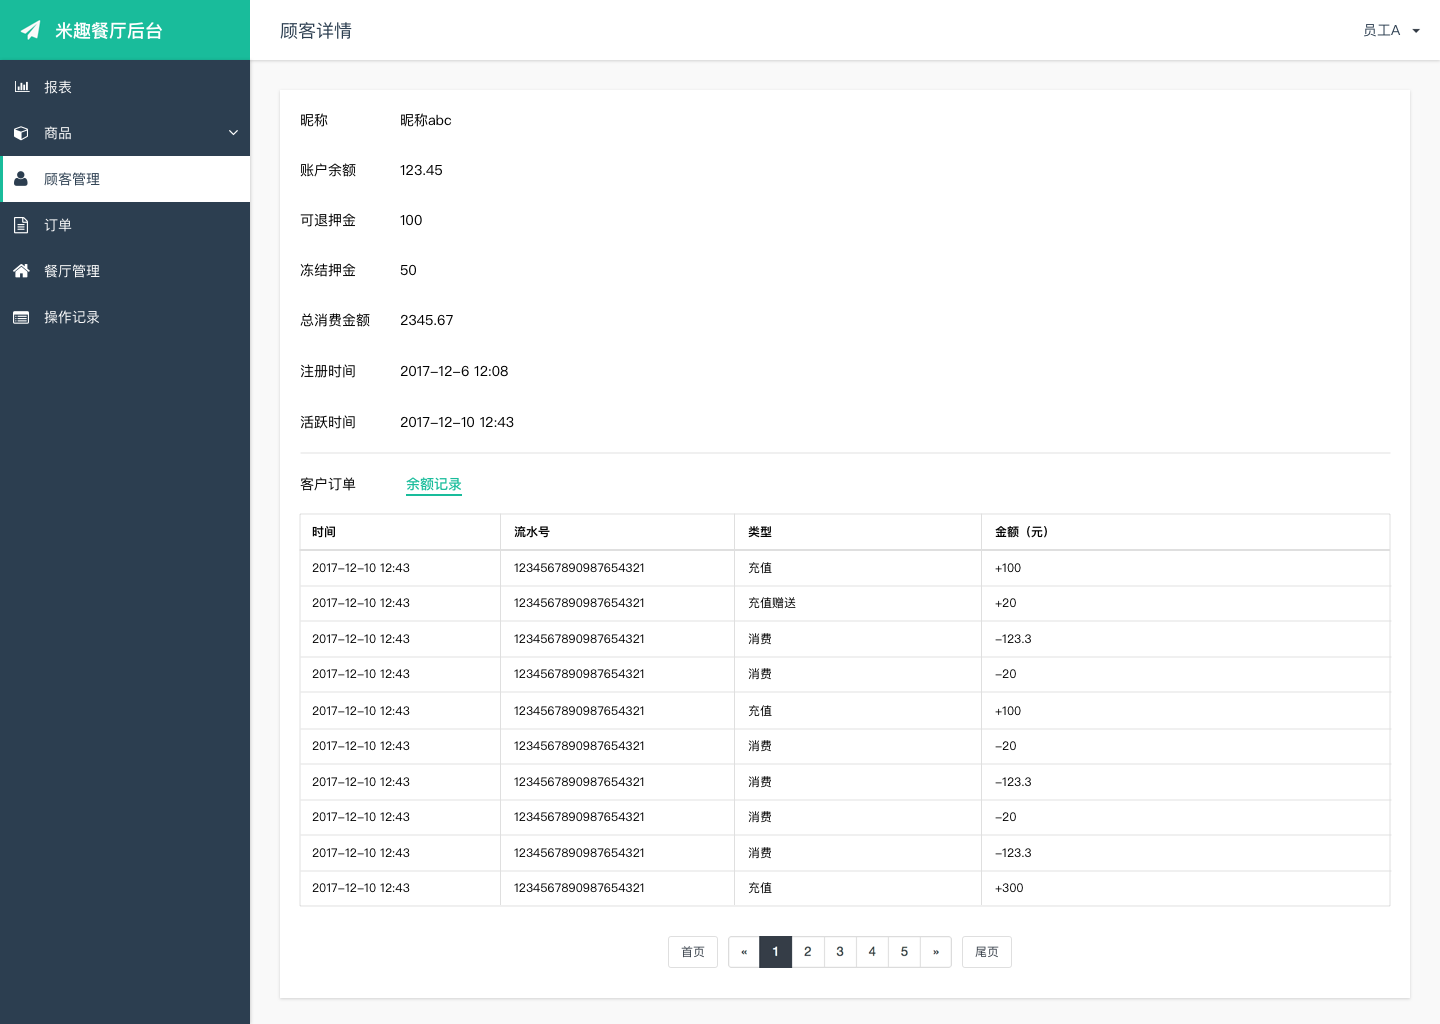 米趣餐厅后台
顾客详情
员工A
报表
商品
顾客管理
订单
餐厅管理
操作记录
昵称 昵称abc
账户余额 123.45
可退押金 100
冻结押金 50
总消费金额 2345.67
注册时间 2017-12-6 12:08
活跃时间 2017-12-10 12:43
客户订单 余额记录
时间 流水号 类型 金额（元）
2017-12-10 12:43 1234567890987654321 充值 +100
2017-12-10 12:43 1234567890987654321 充值赠送 +20
2017-12-10 12:43 1234567890987654321 消费 -123.3
2017-12-10 12:43 1234567890987654321 消费 -20
2017-12-10 12:43 1234567890987654321 充值 +100
2017-12-10 12:43 1234567890987654321 消费 -20
2017-12-10 12:43 1234567890987654321 消费 -123.3
2017-12-10 12:43 1234567890987654321 消费 -20
2017-12-10 12:43 1234567890987654321 消费 -123.3
2017-12-10 12:43 1234567890987654321 充值 +300
首页 « 1 2 3 4 5 » 尾页